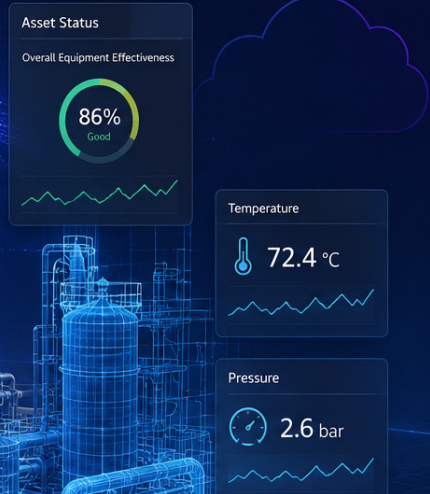 Asset Status
Overall Equipment Effectiveness
86%
Good
Temperature
72.4 °C
Pressure
2.6 bar